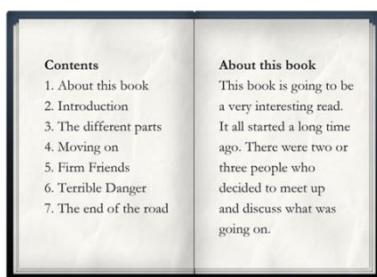 Contents
1. About this book
2. Introduction
3. The different parts
4. Moving on
5. Firm Friends
6. Terrible Danger
7. The end of the road
About this book
This book is going to be
a very interesting read.
It all started a long time
ago. There were two or
three people who
decided to meet up
and discuss what was
going on.